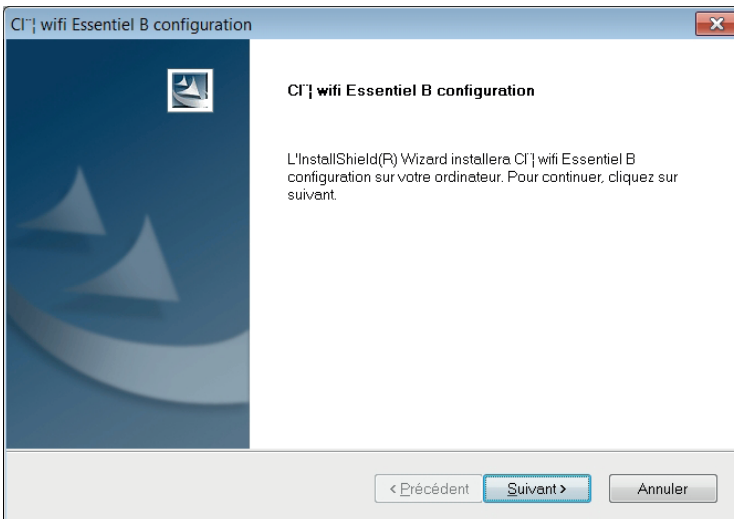 Cl¨¦ wifi Essentiel B configuration
Cl¨¦ wifi Essentiel B configuration
L'InstallShield(R) Wizard installera Cl¨¦ wifi Essentiel B
configuration sur votre ordinateur. Pour continuer, cliquez sur
suivant.
< Précédent
Suivant >
Annuler